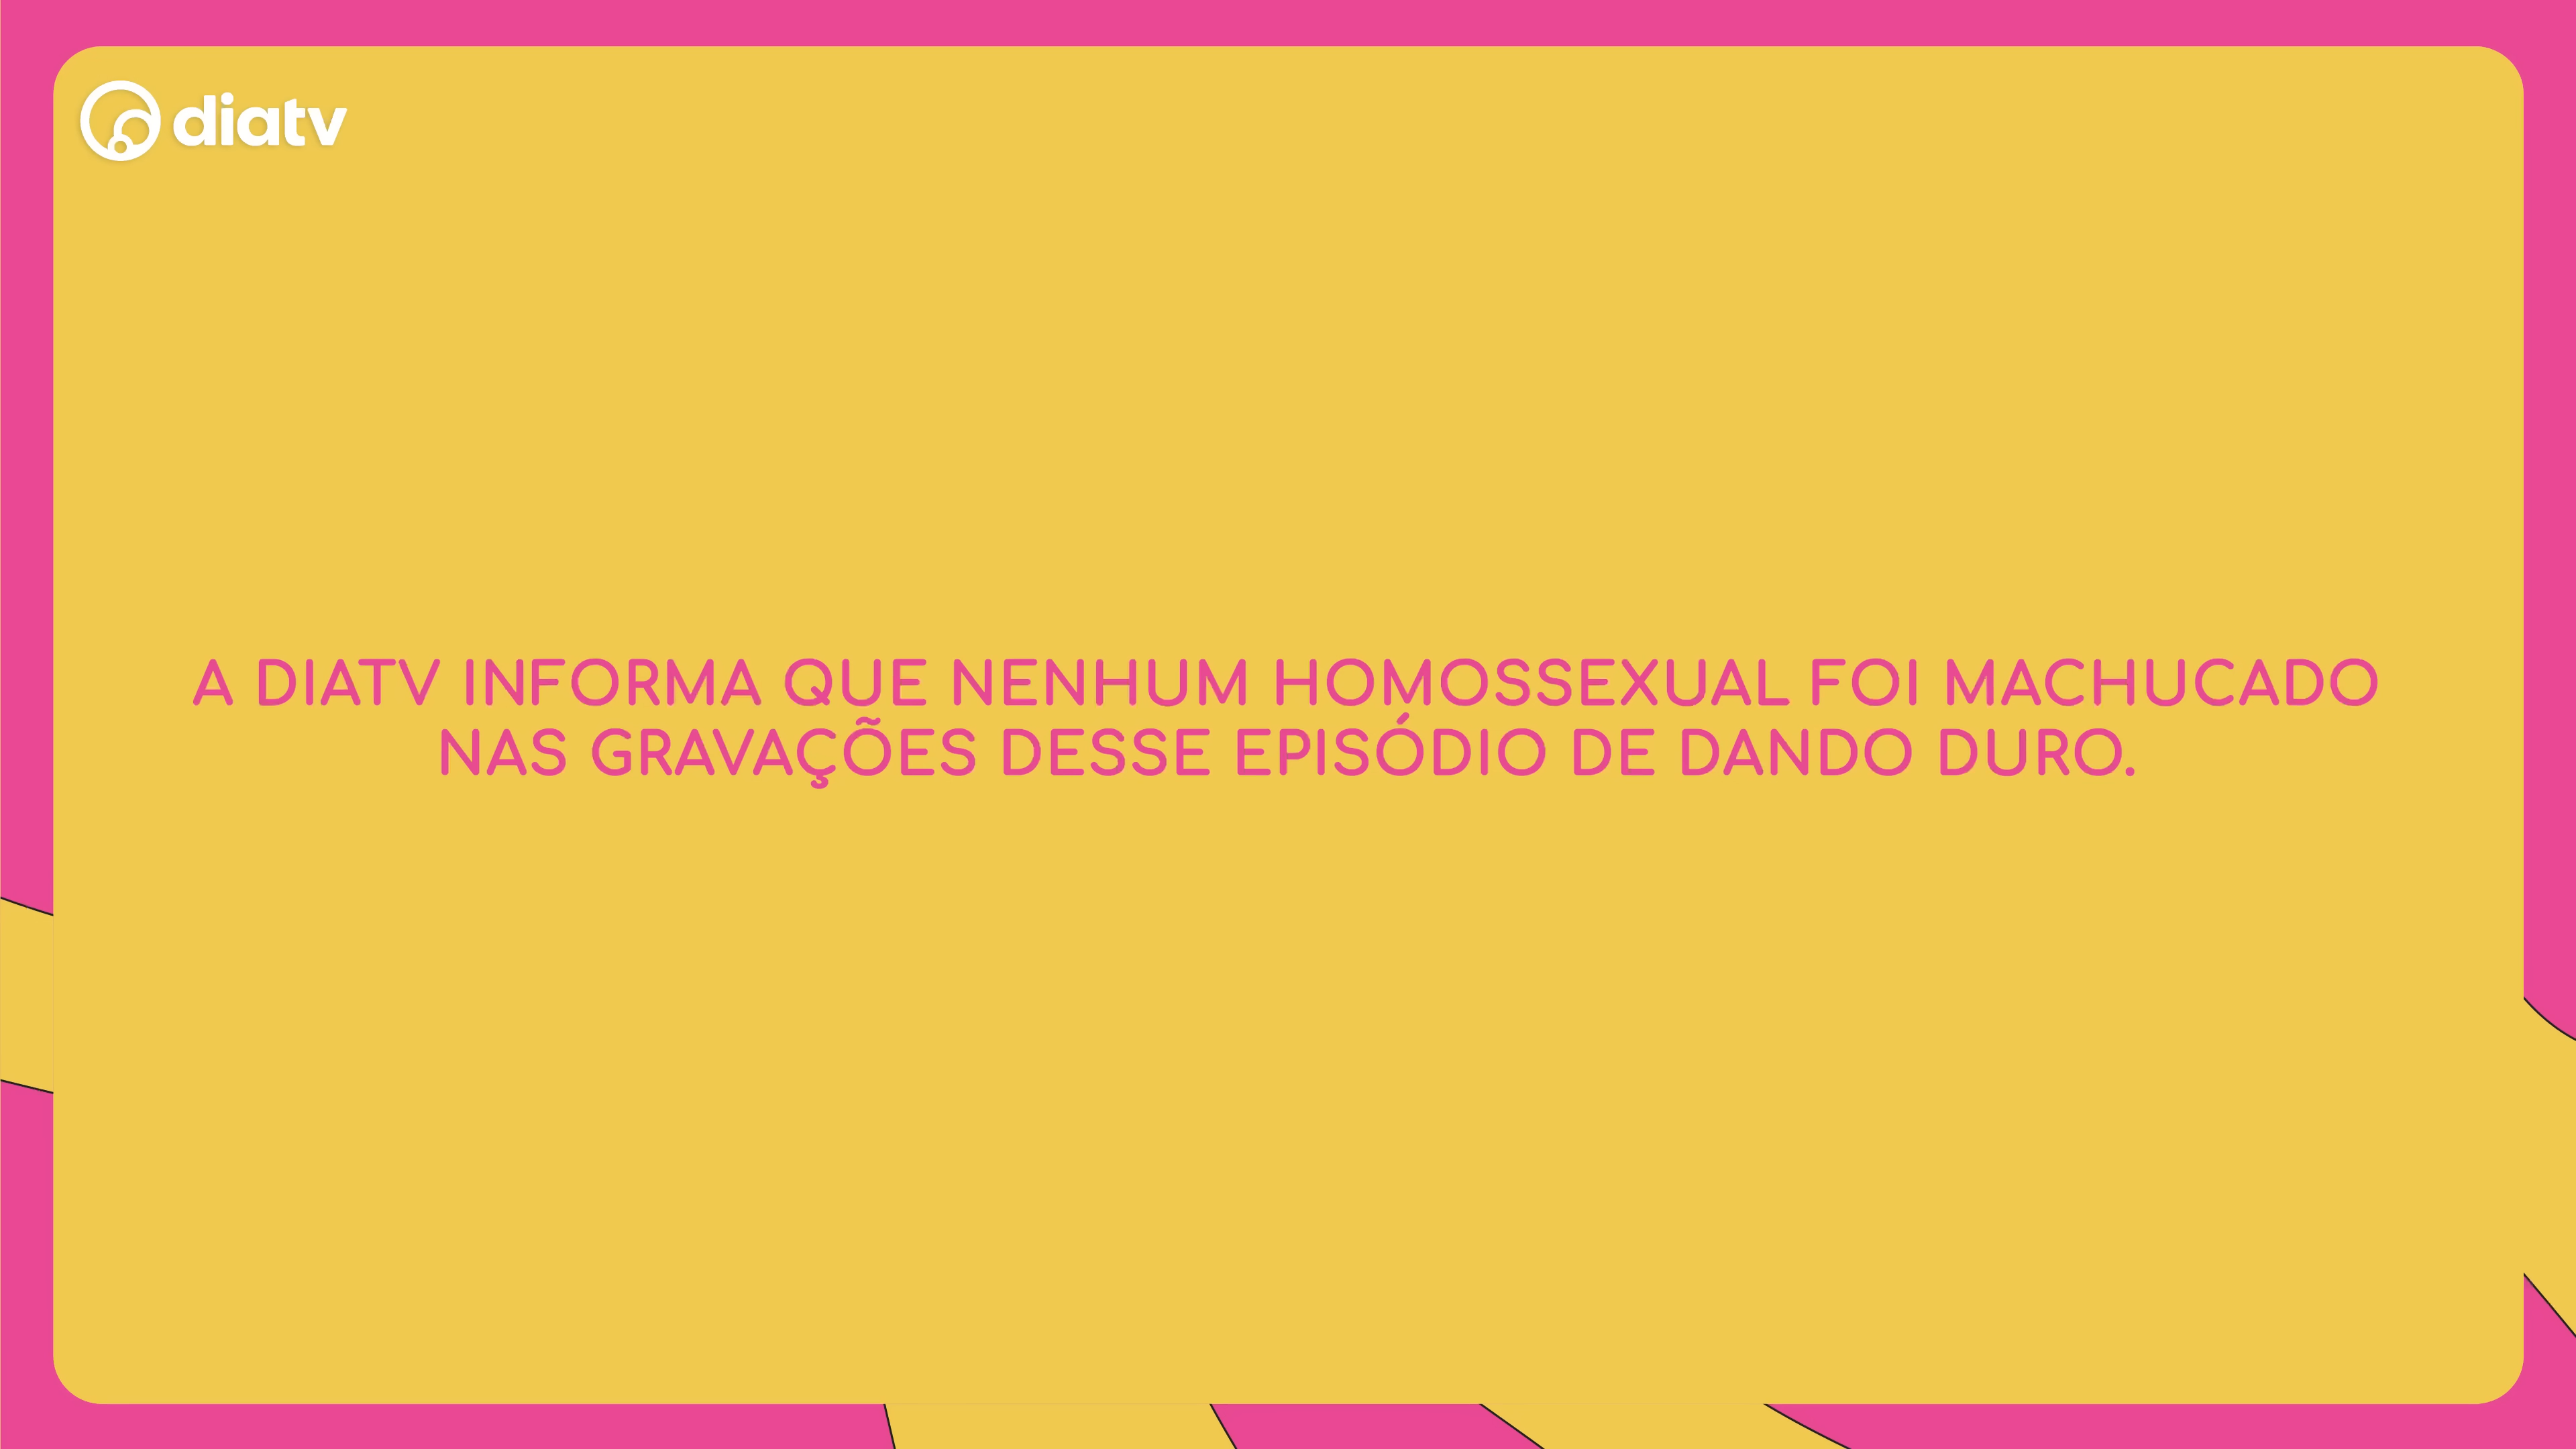 diatv
A DIATV INFORMA QUE NENHUM HOMOSSEXUAL FOI MACHUCADO
NAS GRAVAÇÕES DESSE EPISÓDIO DE DANDO DURO.